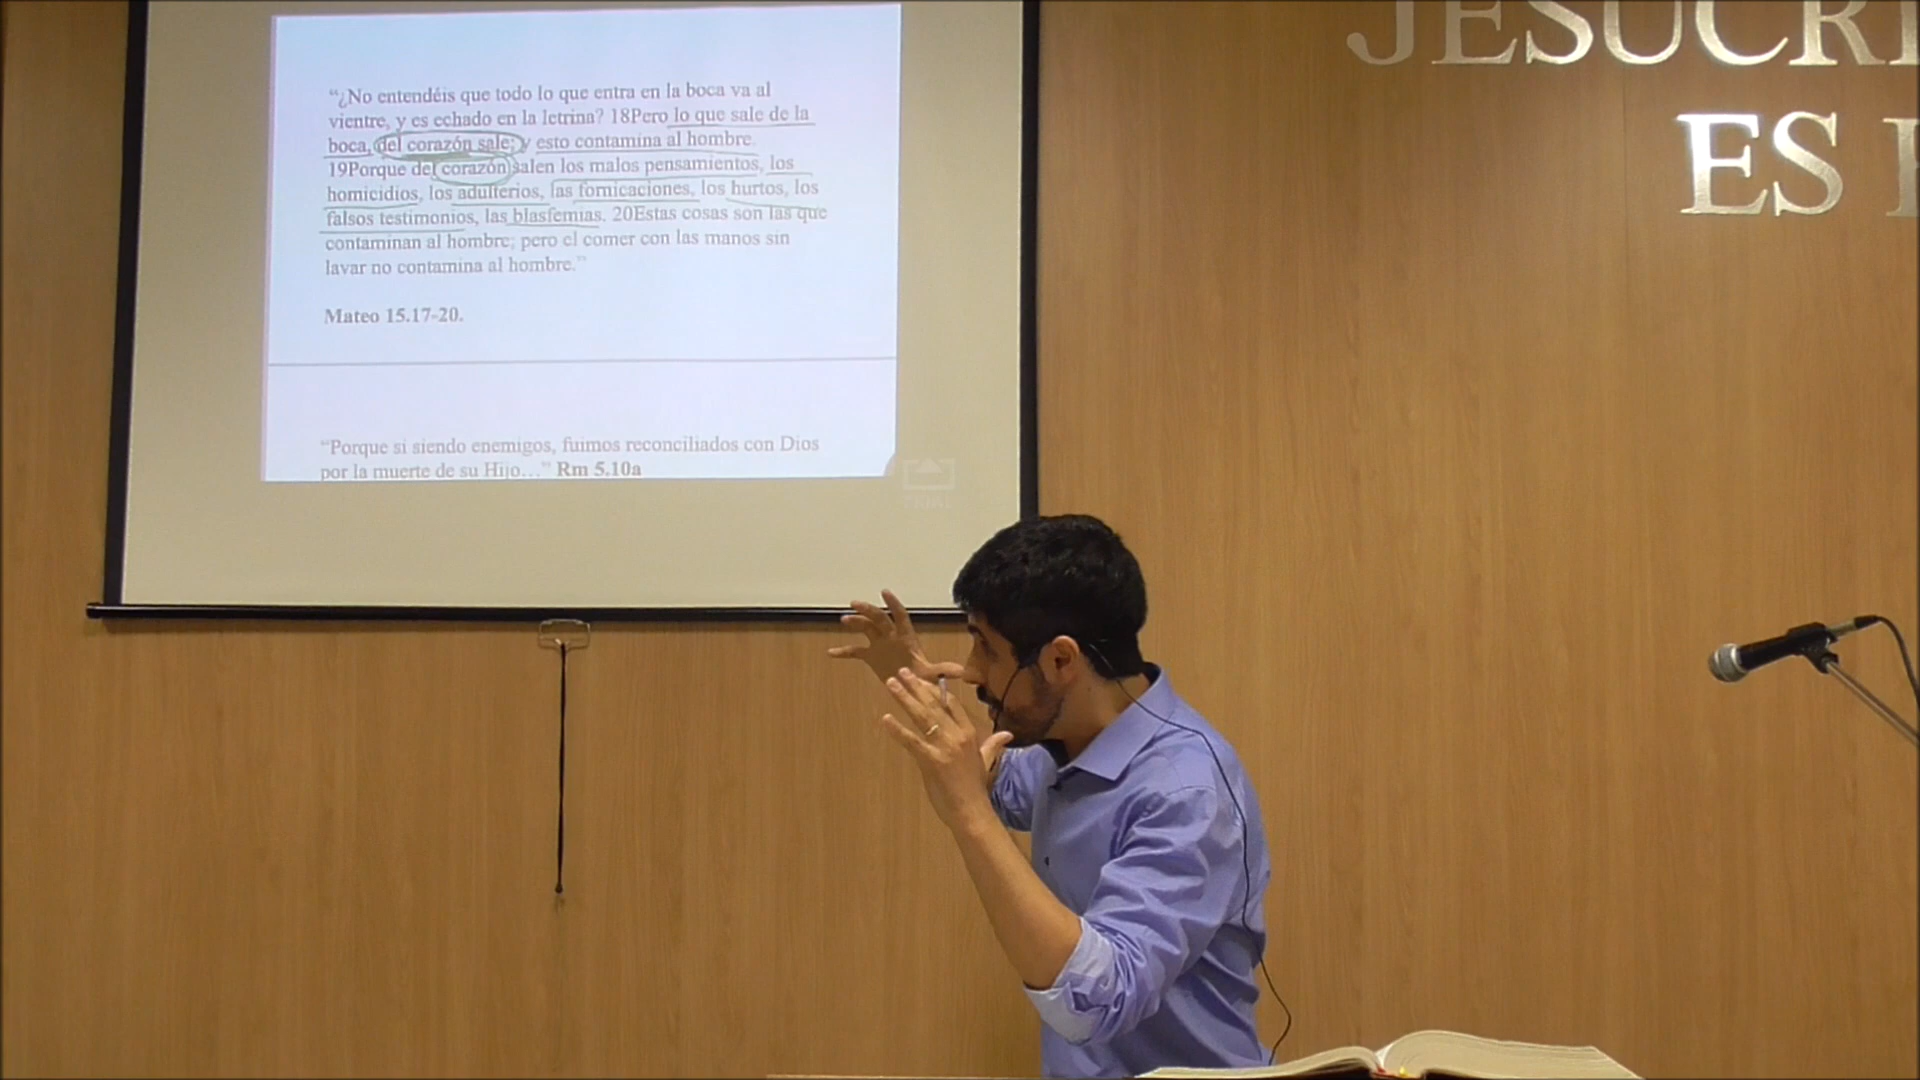 “¿No entendéis que todo lo que entra en la boca va al
vientre, y es echado en la letrina? 18Pero lo que sale de la
boca, del corazón sale; y esto contamina al hombre.
19Porque del corazón salen los malos pensamientos, los
homicidios, los adulterios, las fornicaciones, los hurtos, los
falsos testimonios, las blasfemias. 20Estas cosas son las que
contaminan al hombre; pero el comer con las manos sin
lavar no contamina al hombre.”
Mateo 15.17-20.
“Porque si siendo enemigos, fuimos reconciliados con Dios
por la muerte de su Hijo…” Rm 5.10a
JESUCRI
ES